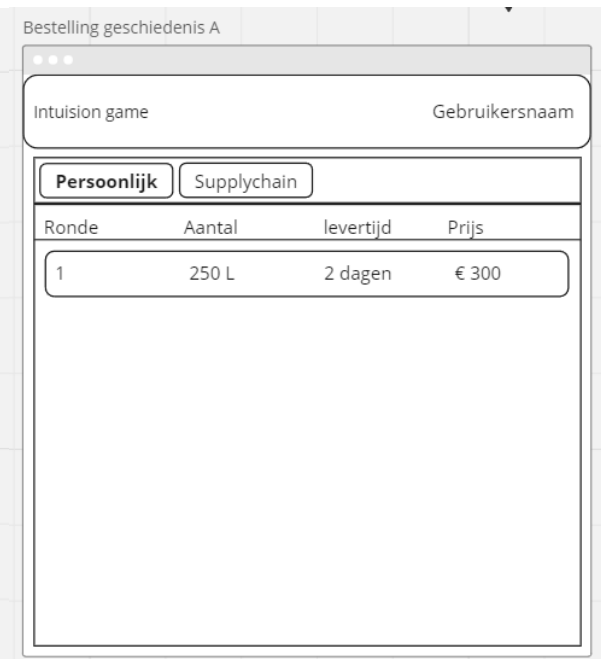 Bestelling geschiedenis A
Intuision game Gebruikersnaam
Persoonlijk Supplychain
Ronde Aantal levertijd Prijs
1 250 L 2 dagen € 300